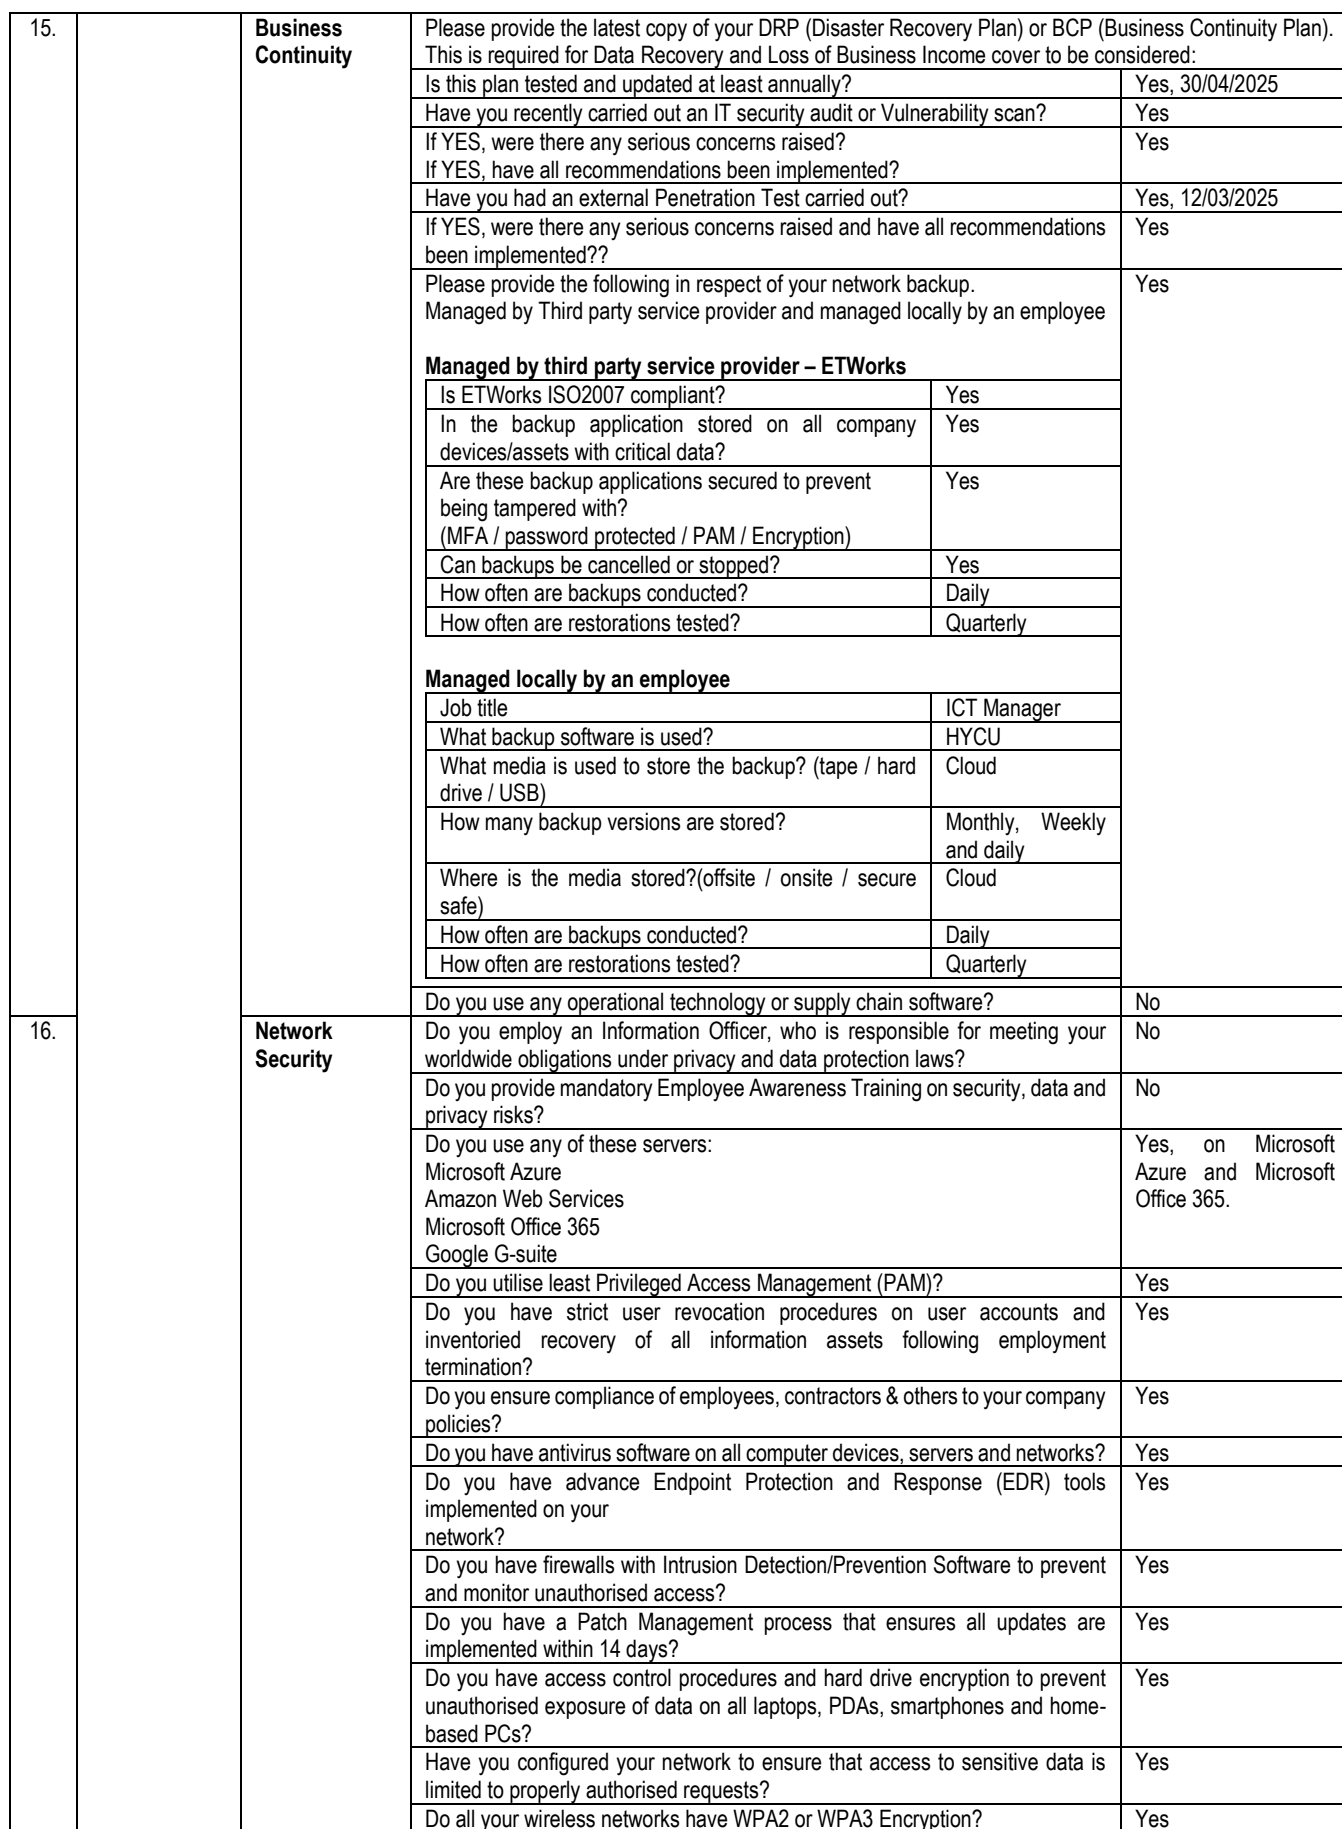 15.
Business
Continuity
Please provide the latest copy of your DRP (Disaster Recovery Plan) or BCP (Business Continuity Plan).
This is required for Data Recovery and Loss of Business Income cover to be considered:
Is this plan tested and updated at least annually?
Yes, 30/04/2025
Have you recently carried out an IT security audit or Vulnerability scan?
Yes
If YES, were there any serious concerns raised?
If YES, have all recommendations been implemented?
Yes
Have you had an external Penetration Test carried out?
Yes, 12/03/2025
If YES, were there any serious concerns raised and have all recommendations
been implemented??
Yes
Please provide the following in respect of your network backup.
Managed by Third party service provider and managed locally by an employee
Yes
Managed by third party service provider – ETWorks
Is ETWorks ISO2007 compliant?
Yes
In the backup application stored on all company
devices/assets with critical data?
Yes
Are these backup applications secured to prevent
being tampered with?
(MFA / password protected / PAM / Encryption)
Yes
Can backups be cancelled or stopped?
Yes
How often are backups conducted?
Daily
How often are restorations tested?
Quarterly
Managed locally by an employee
Job title
ICT Manager
What backup software is used?
HYCU
What media is used to store the backup? (tape / hard
drive / USB)
Cloud
How many backup versions are stored?
Monthly, Weekly
and daily
Where is the media stored?(offsite / onsite / secure
safe)
Cloud
How often are backups conducted?
Daily
How often are restorations tested?
Quarterly
Do you use any operational technology or supply chain software?
No
16.
Network
Security
Do you employ an Information Officer, who is responsible for meeting your
worldwide obligations under privacy and data protection laws?
No
Do you provide mandatory Employee Awareness Training on security, data and
privacy risks?
No
Do you use any of these servers:
Microsoft Azure
Amazon Web Services
Microsoft Office 365
Google G-suite
Yes, on Microsoft
Azure and Microsoft
Office 365.
Do you utilise least Privileged Access Management (PAM)?
Yes
Do you have strict user revocation procedures on user accounts and
inventoried recovery of all information assets following employment
termination?
Yes
Do you ensure compliance of employees, contractors & others to your company
policies?
Yes
Do you have antivirus software on all computer devices, servers and networks?
Yes
Do you have advance Endpoint Protection and Response (EDR) tools
implemented on your
network?
Yes
Do you have firewalls with Intrusion Detection/Prevention Software to prevent
and monitor unauthorised access?
Yes
Do you have a Patch Management process that ensures all updates are
implemented within 14 days?
Yes
Do you have access control procedures and hard drive encryption to prevent
unauthorised exposure of data on all laptops, PDAs, smartphones and home-
based PCs?
Yes
Have you configured your network to ensure that access to sensitive data is
limited to properly authorised requests?
Yes
Do all your wireless networks have WPA2 or WPA3 Encryption?
Yes